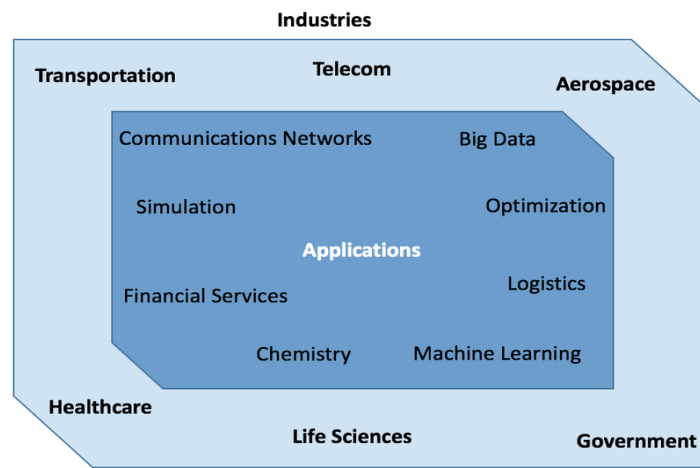 Industries
Transportation
Telecom
Aerospace
Communications Networks
Big Data
Simulation
Optimization
Applications
Financial Services
Logistics
Chemistry
Machine Learning
Healthcare
Life Sciences
Government